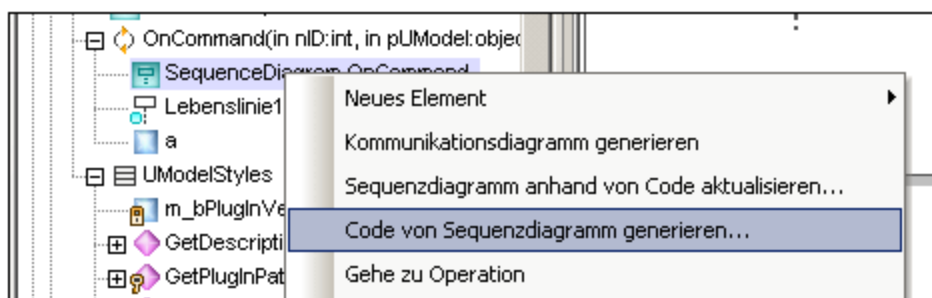 OnCommand(in nID:int, in pUModel:objec
SequenceDiagram OnCommand
Lebenslinie1
a
UModelStyles
m_bPlugInVe
GetDescripti
GetPlugInPat
Neues Element
Kommunikationsdiagramm generieren
Sequenzdiagramm anhand von Code aktualisieren...
Code von Sequenzdiagramm generieren...
Gehe zu Operation